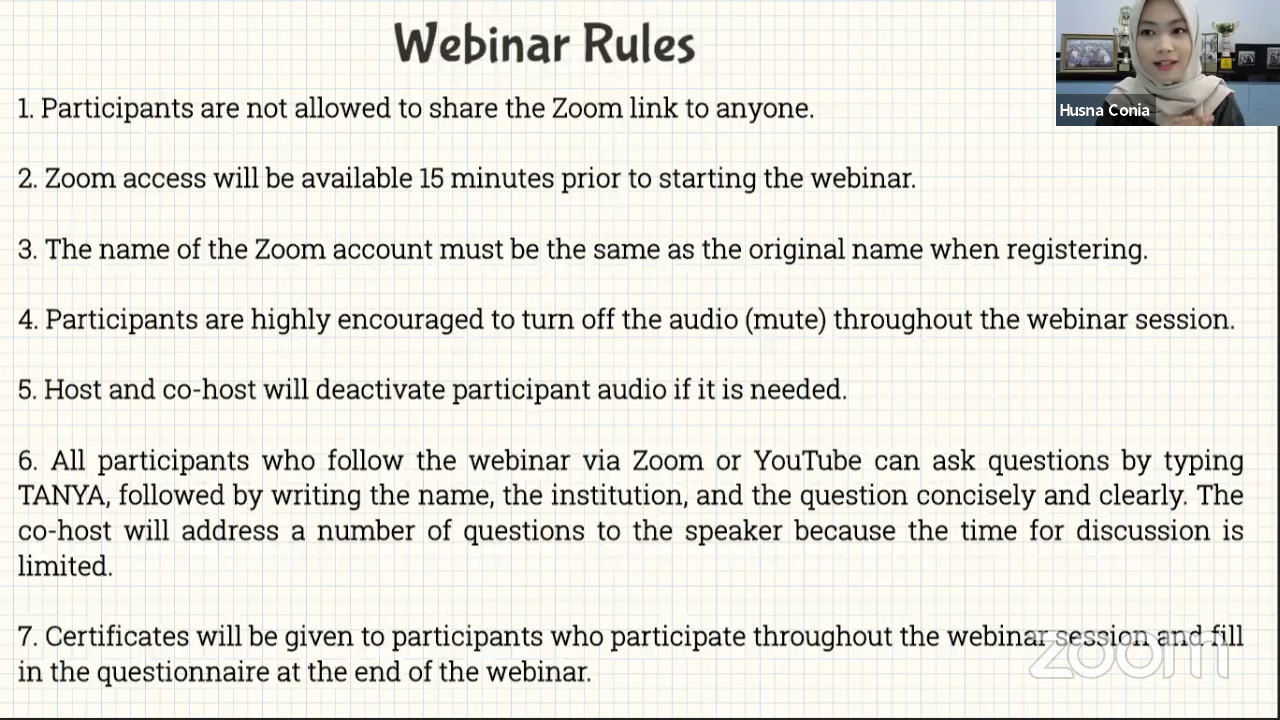 Webinar Rules
Husna Conia
1. Participants are not allowed to share the Zoom link to anyone.
2. Zoom access will be available 15 minutes prior to starting the webinar.
3. The name of the Zoom account must be the same as the original name when registering.
4. Participants are highly encouraged to turn off the audio (mute) throughout the webinar session.
5. Host and co-host will deactivate participant audio if it is needed.
6. All participants who follow the webinar via Zoom or YouTube can ask questions by typing
TANYA, followed by writing the name, the institution, and the question concisely and clearly. The
co-host will address a number of questions to the speaker because the time for discussion is
limited.
7. Certificates will be given to participants who participate throughout the webinar session and fill
in the questionnaire at the end of the webinar.
zoom